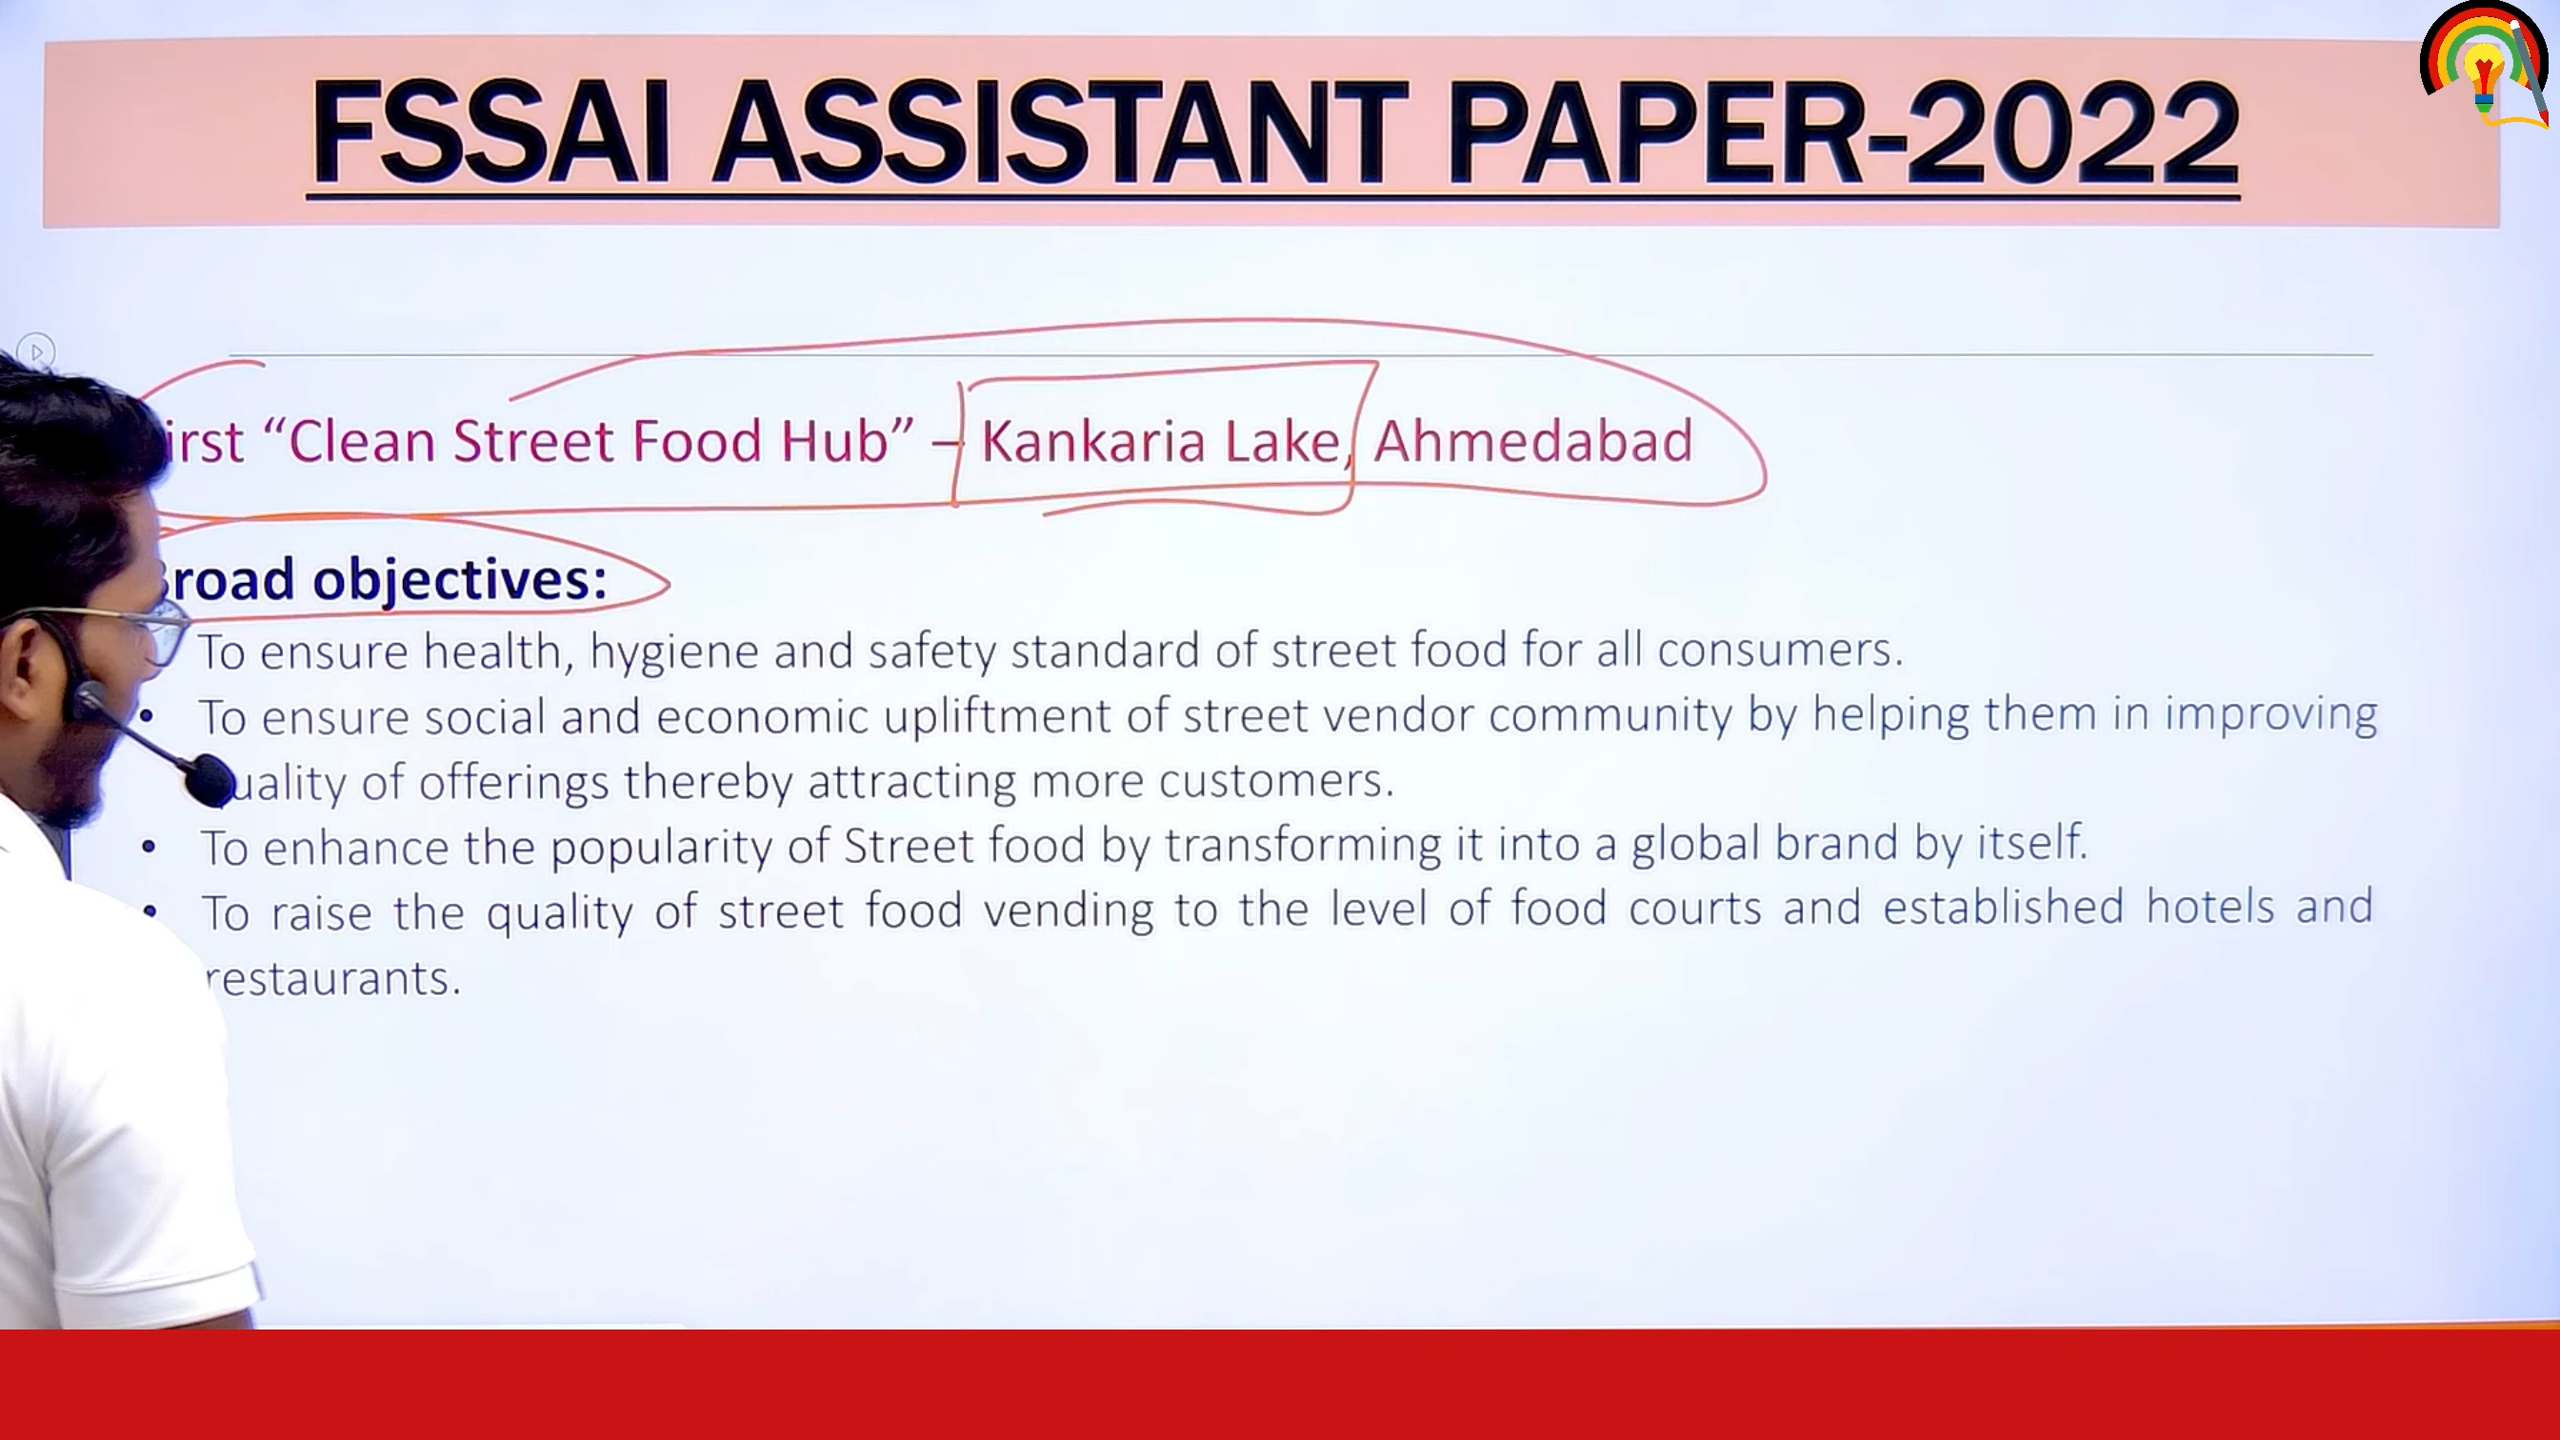 FSSAI ASSISTANT PAPER-2022
irst “Clean Street Food Hub” – Kankaria Lake, Ahmedabad
road objectives:
To ensure health, hygiene and safety standard of street food for all consumers.
• To ensure social and economic upliftment of street vendor community by helping them in improving
uality of offerings thereby attracting more customers.
• To enhance the popularity of Street food by transforming it into a global brand by itself.
• To raise the quality of street food vending to the level of food courts and established hotels and
restaurants.